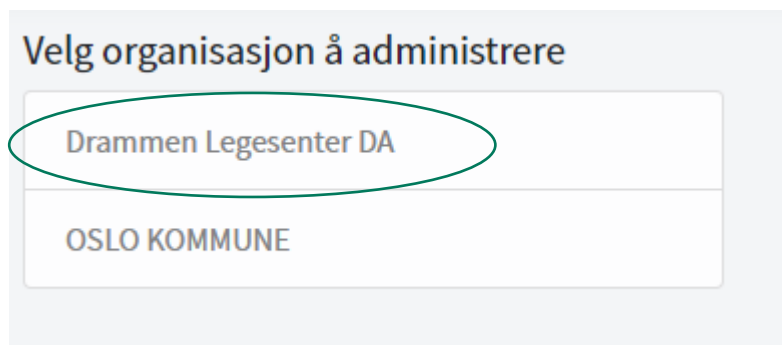 Velg organisasjon å administrere
Drammen Legesenter DA
OSLO KOMMUNE